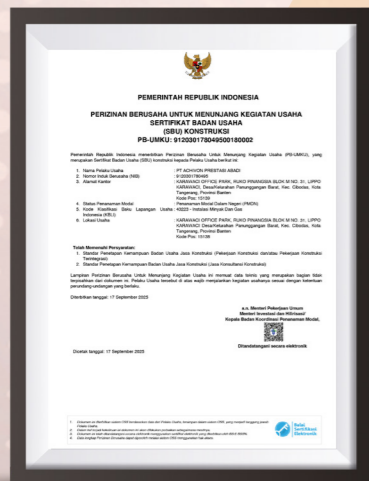 PEMERINTAH REPUBLIK INDONESIA
PERIZINAN BERUSAHA UNTUK MENUNJANG KEGIATAN USAHA
SERTIFIKAT BADAN USAHA
(SBU) KONSTRUKSI
PB-UMKU: 912030178049500180002
Pemerintah Republik Indonesia menerbitkan Perizinan Berusaha Untuk Menunjang Kegiatan Usaha (PB-UMKU), yang
merupakan Sertifikat Badan Usaha (SBU) konstruksi kepada Pelaku Usaha berikut ini:
1. Nama Pelaku Usaha : PT ACHIVON PRESTASI ABADI
2. Nomor Induk Berusaha (NIB) : 9120301780495
3. Alamat Kantor : KARAWACI OFFICE PARK, RUKO PINANGSIA BLOK M NO. 31, LIPPO
KARAWACI, Desa/Kelurahan Panunggangan Barat, Kec. Cibodas, Kota
Tangerang, Provinsi Banten
Kode Pos: 15139
4. Status Penanaman Modal : Penanaman Modal Dalam Negeri (PMDN)
5. Kode Klasifikasi Baku Lapangan Usaha : 43223 - Instalasi Minyak Dan Gas
Indonesia (KBLI)
6. Lokasi Usaha : KARAWACI OFFICE PARK, RUKO PINANGSIA BLOK M NO. 31, LIPPO
KARAWACI, Desa/Kelurahan Panunggangan Barat, Kec. Cibodas, Kota
Tangerang, Provinsi Banten
Kode Pos: 15139
Telah Memenuhi Persyaratan:
1. Standar Penetapan Kemampuan Badan Usaha Jasa Konstruksi (Pekerjaan Konstruksi dan/atau Pekerjaan Konstruksi
Terintegrasi)
2. Standar Penetapan Kemampuan Badan Usaha Jasa Konstruksi (Jasa Konsultansi Konstruksi)
Lampiran Perizinan Berusaha Untuk Menunjang Kegiatan Usaha ini memuat data teknis yang merupakan bagian tidak
terpisahkan dari dokumen ini. Pelaku Usaha tersebut di atas wajib menjalankan kegiatan usahanya sesuai dengan ketentuan
perundang-undangan yang berlaku.
Diterbitkan tanggal: 17 September 2025
a.n. Menteri Pekerjaan Umum
Menteri Investasi dan Hilirisasi/
Kepala Badan Koordinasi Penanaman Modal,
Ditandatangani secara elektronik
Dicetak tanggal: 17 September 2025
Balai
Sertifikasi
Elektronik